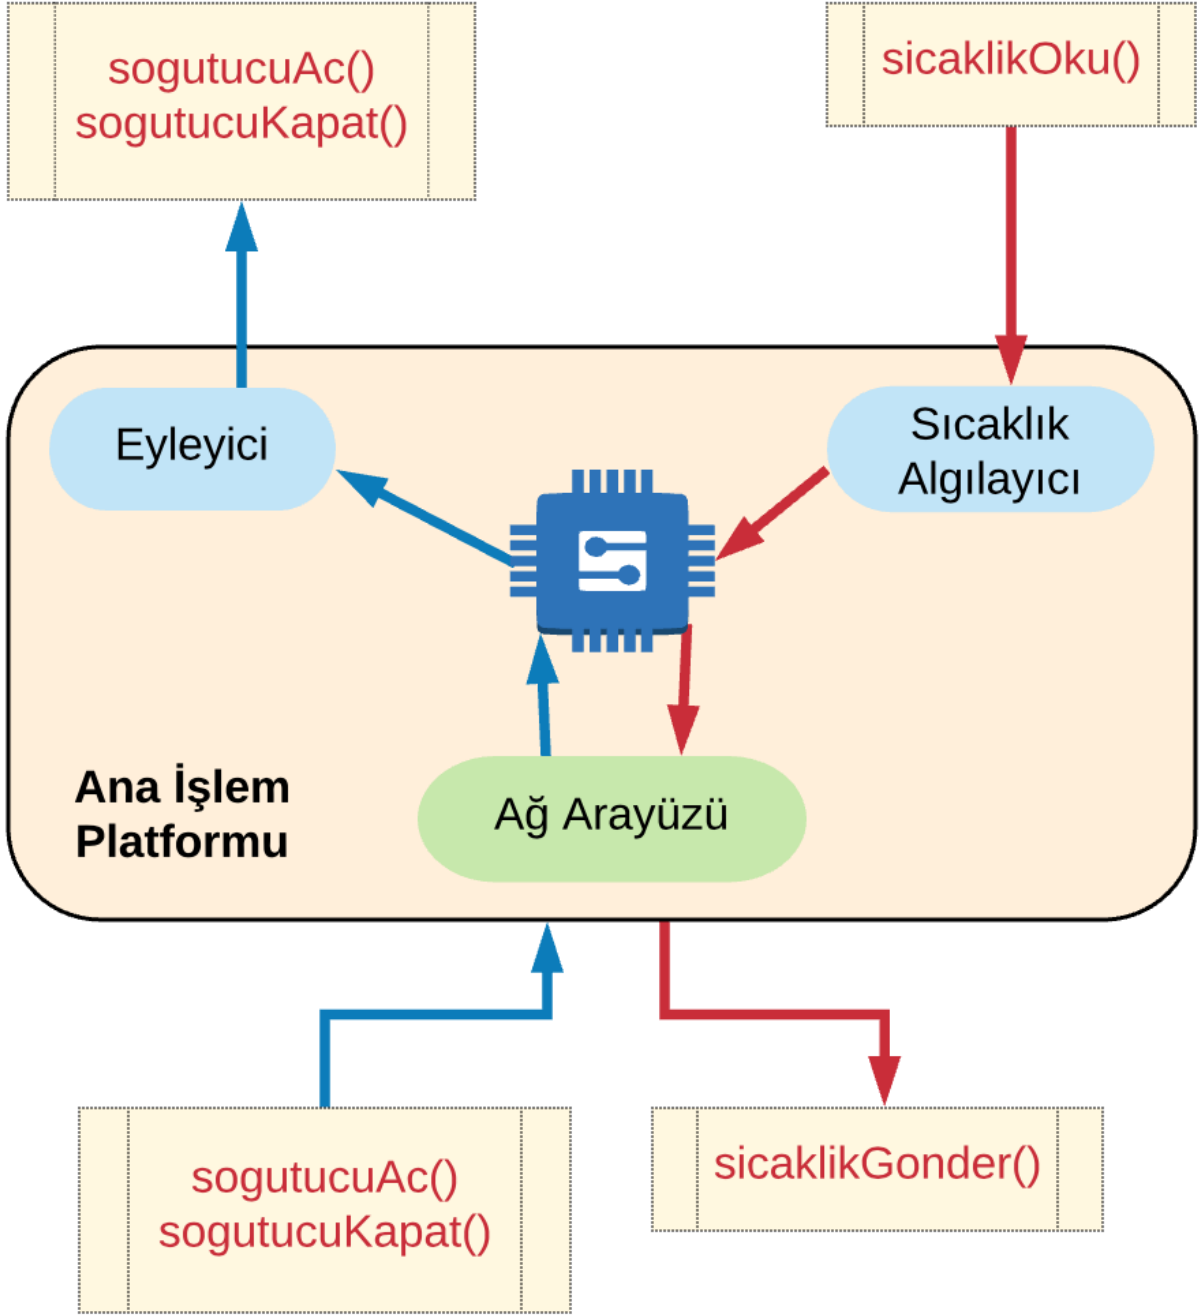 sogutucuAc()
sogutucuKapat()
sicaklikOku()
Eyleyici
Sıcaklık
Algılayıcı
Ana İşlem
Platformu
Ağ Arayüzü
sogutucuAc()
sogutucuKapat()
sicaklikGonder()